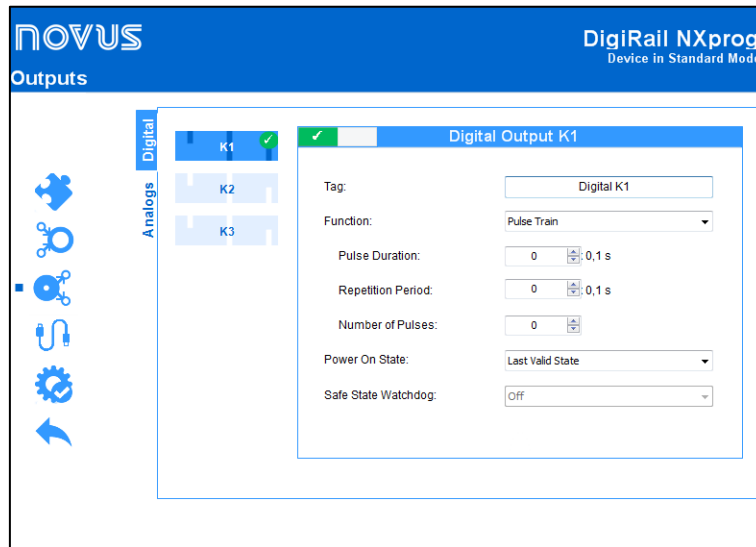 novus
DigiRail NXprog
Device in Standard Mode
Outputs
Digital
Analogs
K1
K2
K3
Digital Output K1
Tag:
Digital K1
Function:
Pulse Train
Pulse Duration:
0
: 0,1 s
Repetition Period:
0
: 0,1 s
Number of Pulses:
0
Power On State:
Last Valid State
Safe State Watchdog:
Off